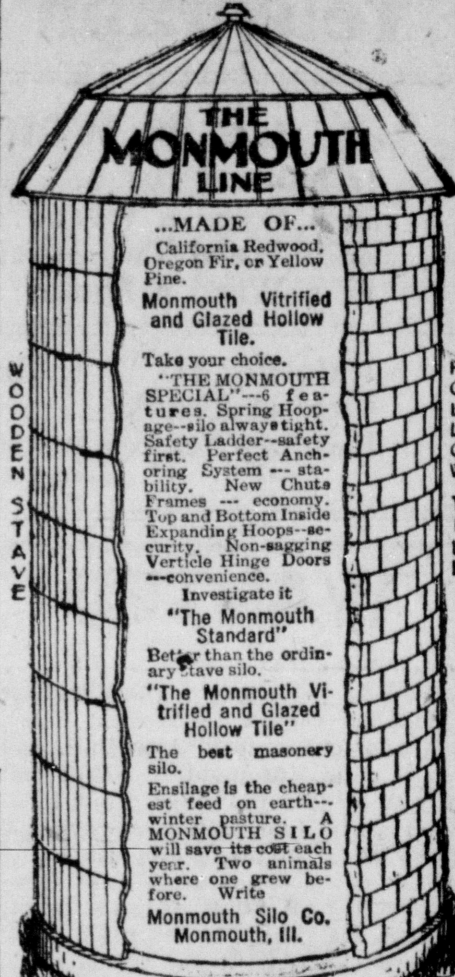 THE
MONMOUTH
LINE
...MADE OF...
California Redwood,
Oregon Fir, or Yellow
Pine.
Monmouth Vitrified
and Glazed Hollow
Tile.
Take your choice.
"THE MONMOUTH
SPECIAL"---6 fea-
tures. Spring Hoop-
age--silo always tight.
Safety Ladder--safety
first. Perfect Anch-
oring System --- sta-
bility. New Chute
Frames --- economy.
Top and Bottom Inside
Expanding Hoops--se-
curity. Non-sagging
Verticle Hinge Doors
---convenience.
Investigate it
"The Monmouth
Standard"
Better than the ordin-
ary stave silo.
"The Monmouth Vi-
trified and Glazed
Hollow Tile"
The best masonery
silo.
Ensilage is the cheap-
est feed on earth---
winter pasture. A
MONMOUTH SILO
will save its cost each
year. Two animals
where one grew be-
fore. Write
Monmouth Silo Co.
Monmouth, Ill.
WOODEN STAVE